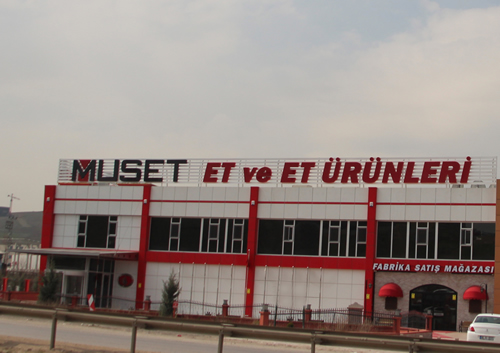 MUSET ET ve ET ÜRÜNLERİ
FABRİKA SATIŞ MAĞAZASI